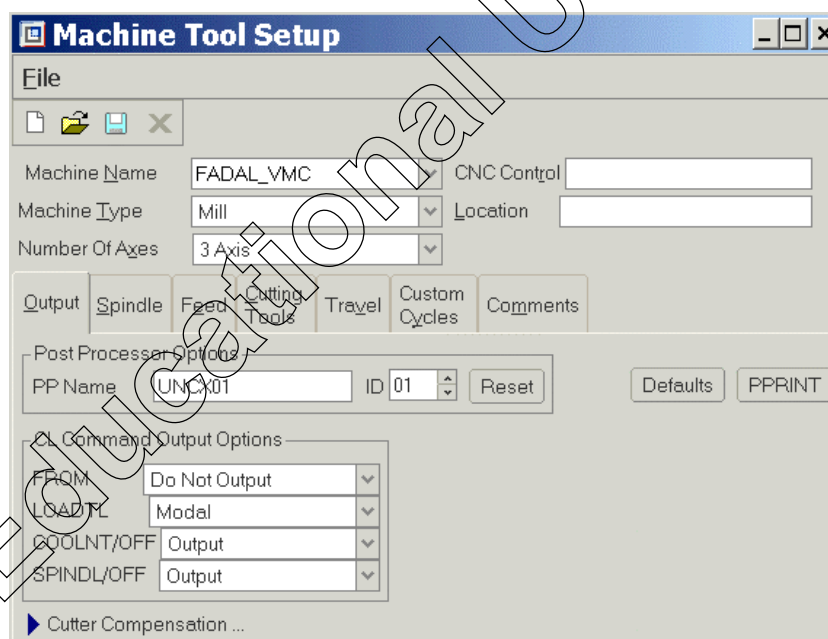 Machine Tool Setup
File
Machine Name FADAL_VMC CNC Control
Machine Type Mill Location
Number Of Axes 3 Axis
Output Spindle Feed Cutting Tools Travel Custom Cycles Comments
Post Processor Options
PP Name UNCX01 ID 01 Reset Defaults PPRINT
CL Command Output Options
FROM Do Not Output
LOADTL Modal
COOLNT/OFF Output
SPINDL/OFF Output
Cutter Compensation ...
Educational U